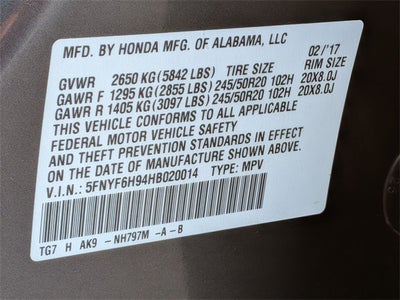 MFD. BY HONDA MFG. OF ALABAMA, LLC
02/'17
GVWR 2650 KG (5842 LBS) TIRE SIZE RIM SIZE
GAWR F 1295 KG (2855 LBS) 245/50R20 102H 20X8.0J
GAWR R 1405 KG (3097 LBS) 245/50R20 102H 20X8.0J
THIS VEHICLE CONFORMS TO ALL APPLICABLE
FEDERAL MOTOR VEHICLE SAFETY
AND THEFT PREVENTION STANDARDS IN EFFECT
ON THE DATE OF MANUFACTURE SHOWN ABOVE.
V.I.N.: 5FNYF6H94HB020014 TYPE: MPV
TG7 H AK9 -NH797M -A-B